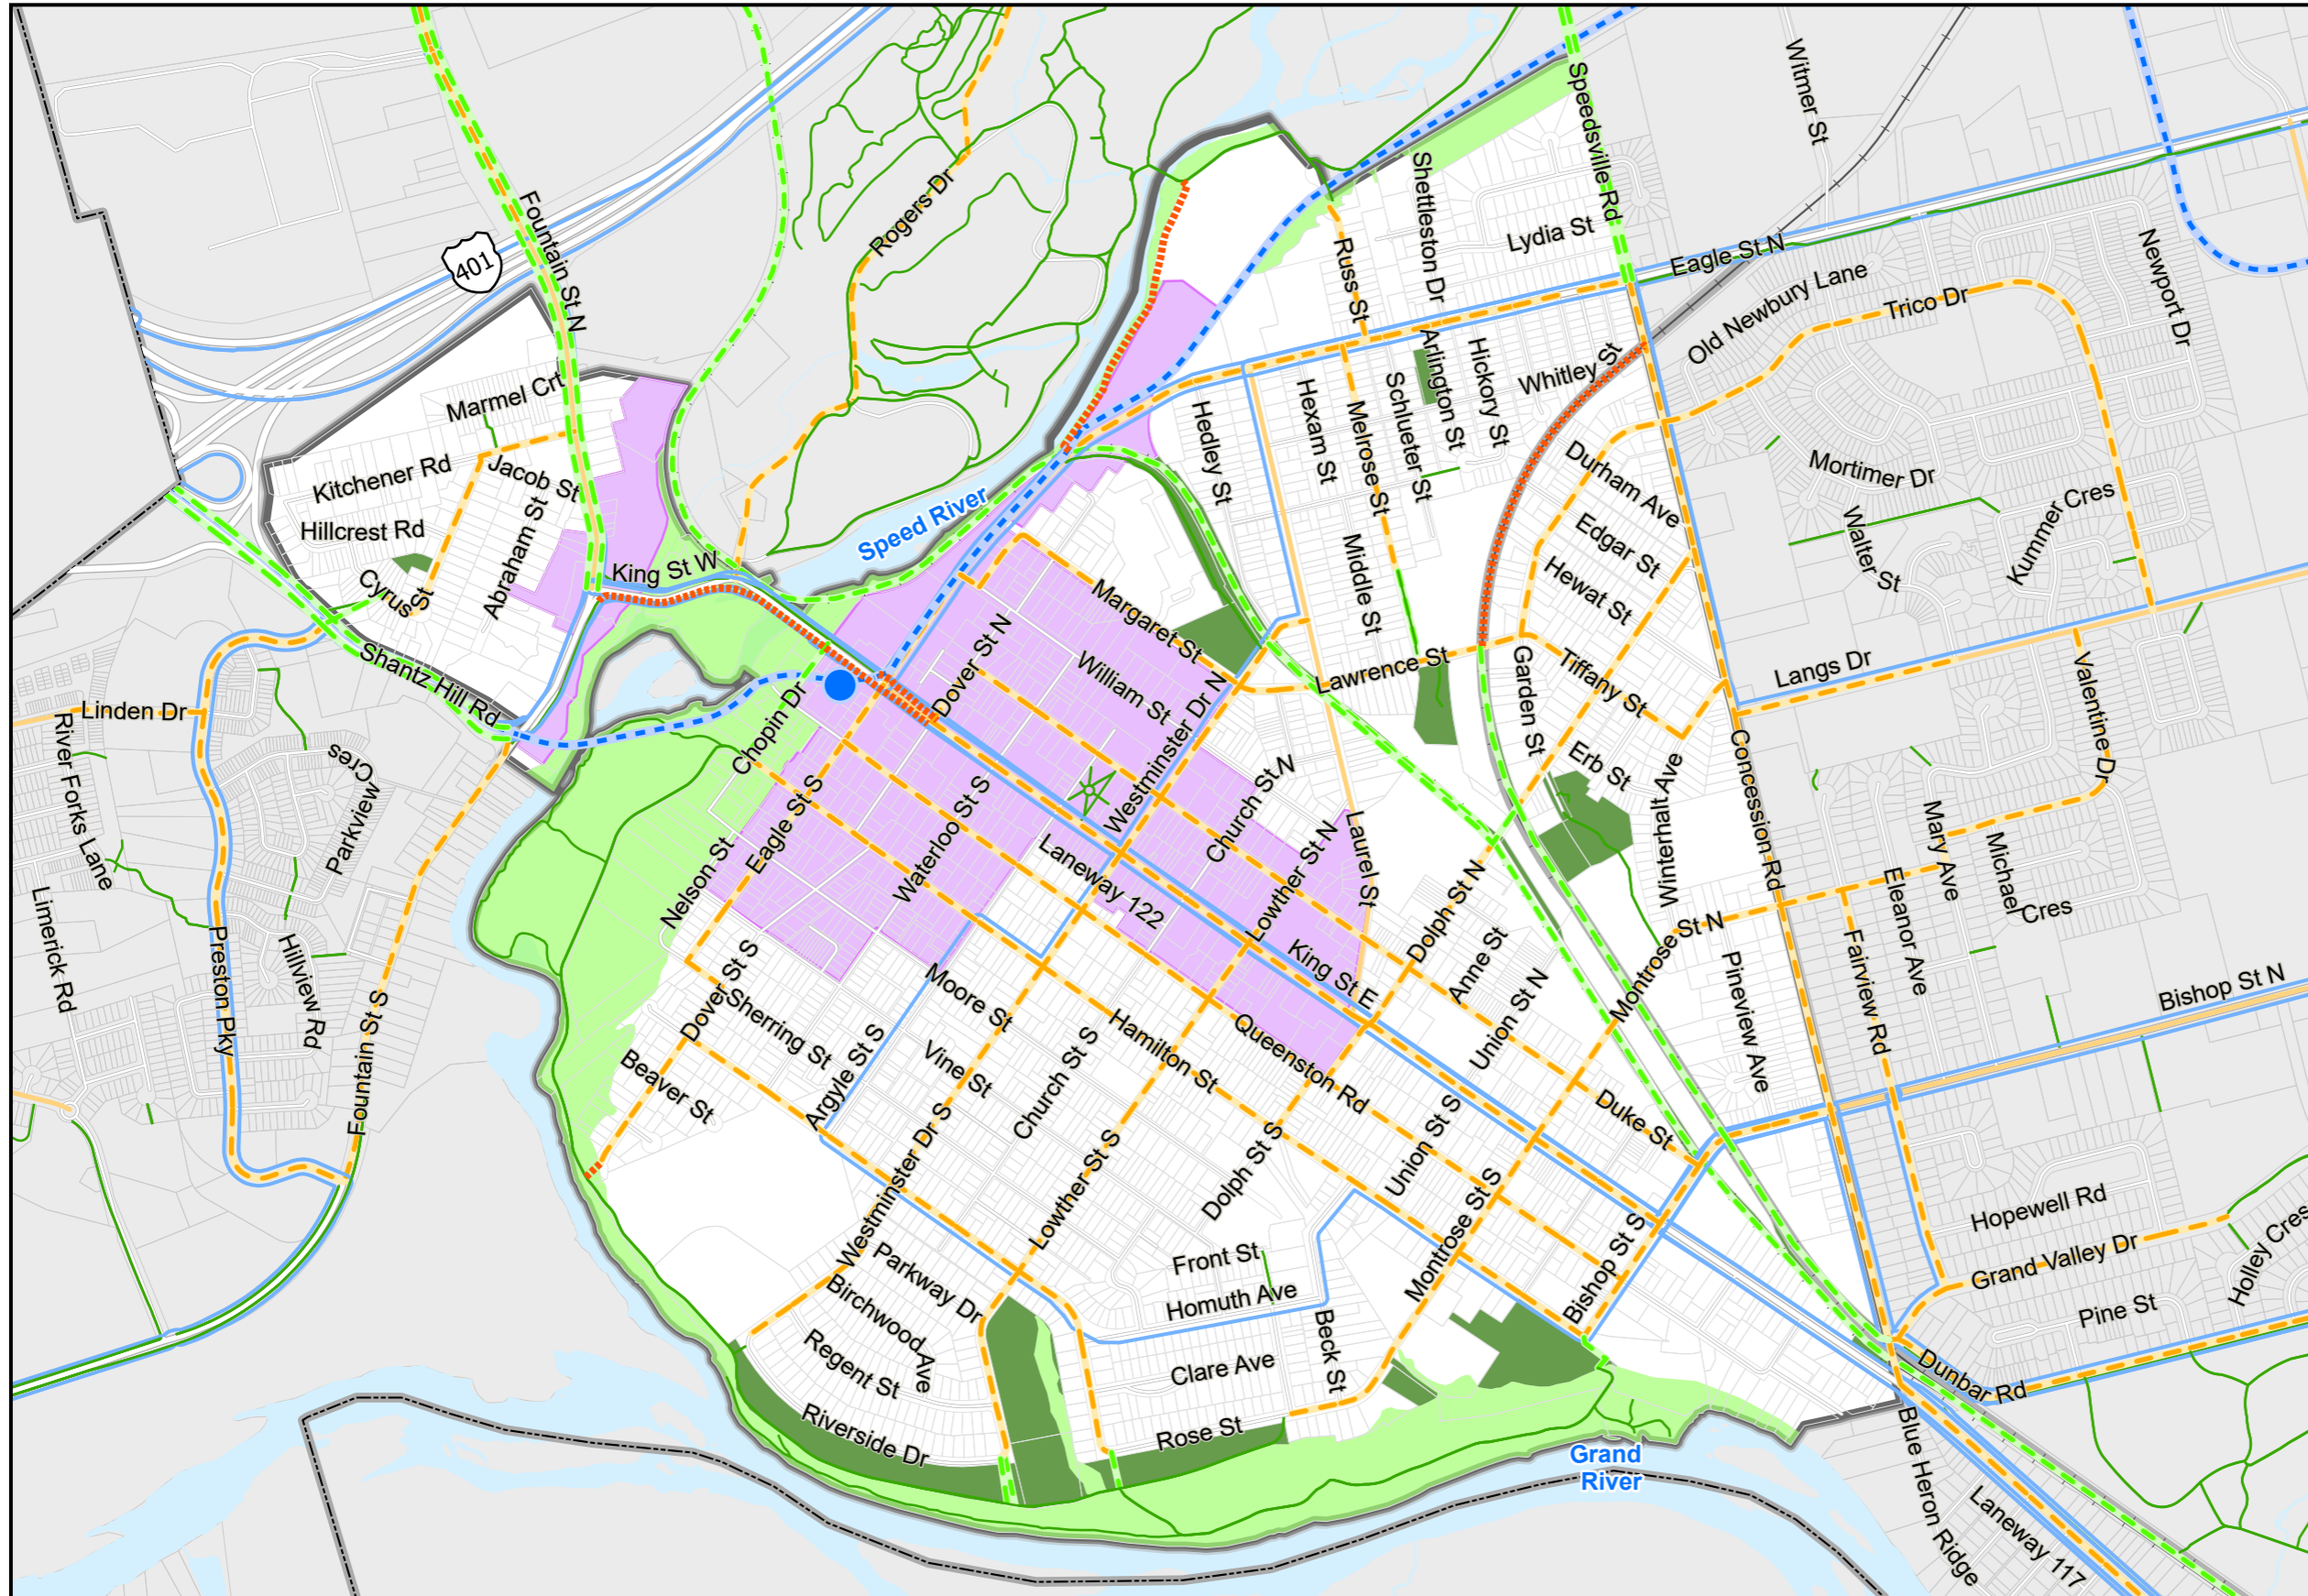 Fountain St N
401
Rogers Dr
Speedsville Rd
Witmer St
Shettleston Dr
Lydia St
Russ St
Eagle St N
Old Newbury Lane
Trico Dr
Newport Dr
Marmel Crt
Kitchener Rd
Jacob St
Hillcrest Rd
Abraham St
Cyrus St
King St W
Speed River
Hedley St
Hexam St
Melrose St
Schlueter St
Arlington St
Hickory St
Whitley St
Durham Ave
Edgar St
Hewat St
Mortimer Dr
Walter St
Kummer Cres
Middle St
Margaret St
William St
Dover St N
Lawrence St
Westminster Dr N
Garden St
Tiffany St
Erb St
Winterhalt Ave
Concession Rd
Langs Dr
Valentine Dr
Shantz Hill Rd
Linden Dr
River Forks Lane
Parkview Cres
Limerick Rd
Preston Pky
Hillview Rd
Fountain St S
Chopin Dr
Nelson St
Eagle St S
Waterloo St S
Laneway 122
Church St N
Lowther St N
Laurel St
King St E
Dolph St N
Anne St
Union St N
Montrose St N
Pineview Ave
Fairview Rd
Eleanor Ave
Mary Ave
Michael Cres
Bishop St N
Dover St S
Sherring St
Beaver St
Argyle St S
Moore St
Vine St
Church St S
Hamilton St
Queenston Rd
Duke St
Westminster Dr S
Lowther St S
Dolph St S
Union St S
Montrose St S
Bishop St S
Front St
Homuth Ave
Parkway Dr
Birchwood Ave
Regent St
Riverside Dr
Clare Ave
Beck St
Rose St
Hopewell Rd
Grand Valley Dr
Holley Cres
Pine St
Dunbar Rd
Grand
River
Blue Heron Ridge
Laneway 117